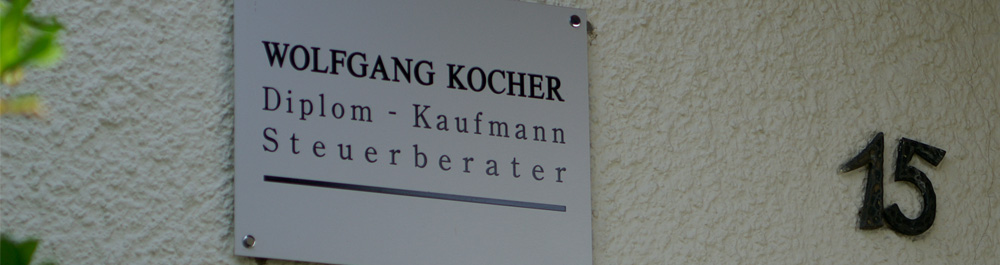 WOLFGANG KOCHER
Diplom - Kaufmann
Steuerberater
15